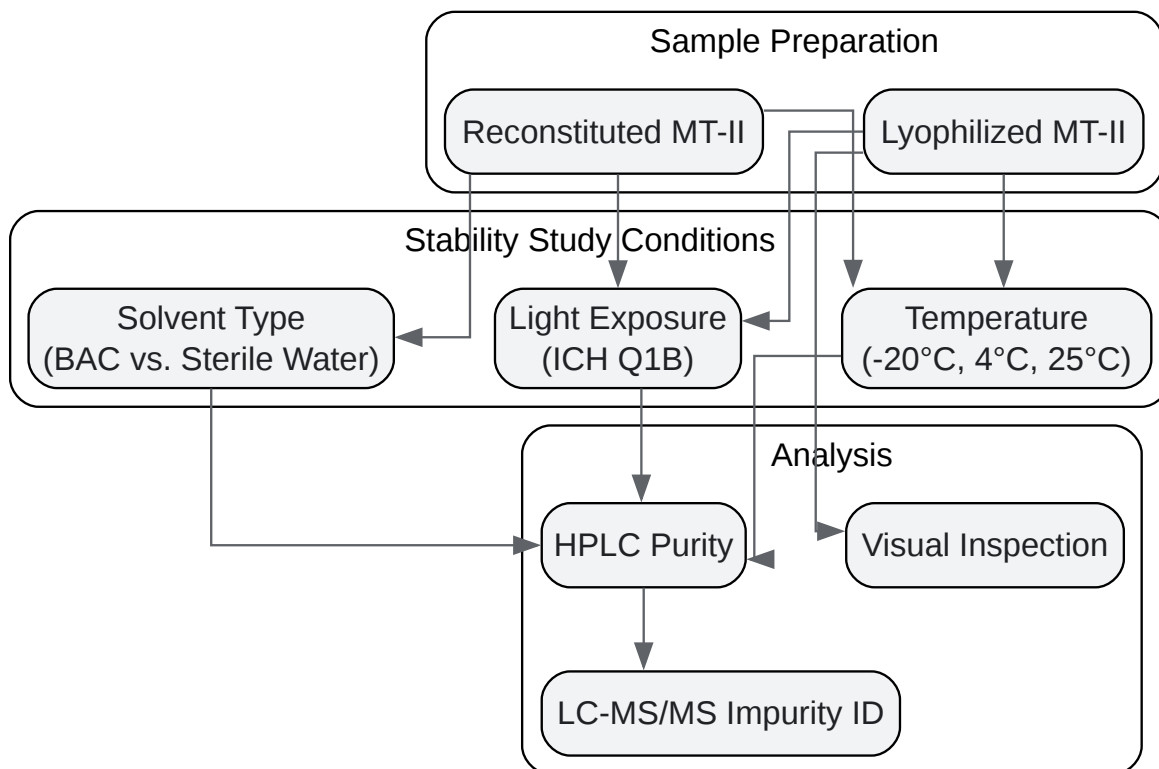 Sample Preparation
Reconstituted MT-II
Lyophilized MT-II
Stability Study Conditions
Solvent Type
(BAC vs. Sterile Water)
Light Exposure
(ICH Q1B)
Temperature
(-20°C, 4°C, 25°C)
Analysis
HPLC Purity
Visual Inspection
LC-MS/MS Impurity ID